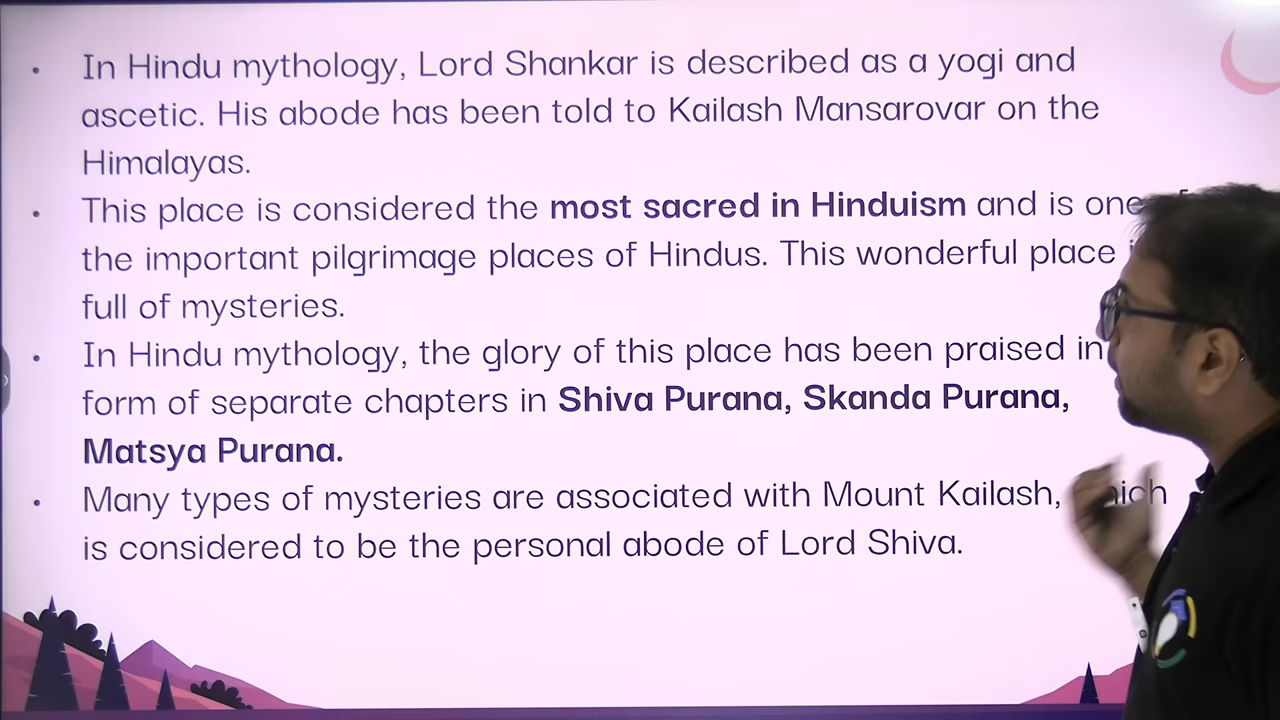 • In Hindu mythology, Lord Shankar is described as a yogi and
ascetic. His abode has been told to Kailash Mansarovar on the
Himalayas.
• This place is considered the most sacred in Hinduism and is one
the important pilgrimage places of Hindus. This wonderful place
full of mysteries.
• In Hindu mythology, the glory of this place has been praised in
form of separate chapters in Shiva Purana, Skanda Purana,
Matsya Purana.
• Many types of mysteries are associated with Mount Kailash,
is considered to be the personal abode of Lord Shiva.